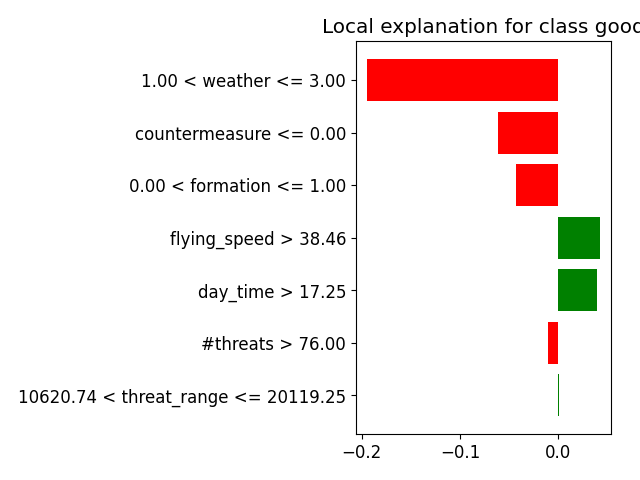 Local explanation for class good
1.00 < weather <= 3.00
countermeasure <= 0.00
0.00 < formation <= 1.00
flying_speed > 38.46
day_time > 17.25
#threats > 76.00
10620.74 < threat_range <= 20119.25
−0.2 −0.1 0.0